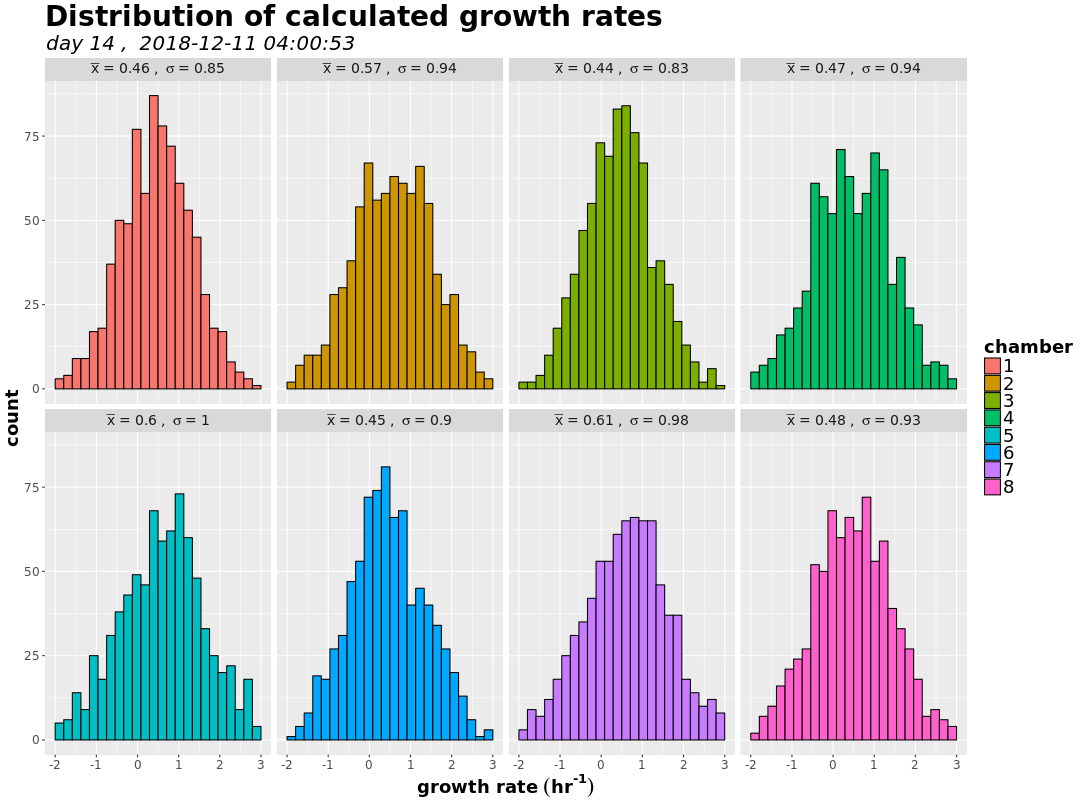 Distribution of calculated growth rates
day 14 ,  2018-12-11 04:00:53
x̅ = 0.46 ,  σ = 0.85
x̅ = 0.57 ,  σ = 0.94
x̅ = 0.44 ,  σ = 0.83
x̅ = 0.47 ,  σ = 0.94
75
50
25
0
x̅ = 0.6 ,  σ = 1
x̅ = 0.45 ,  σ = 0.9
x̅ = 0.61 ,  σ = 0.98
x̅ = 0.48 ,  σ = 0.93
75
50
25
0
-2 -1 0 1 2 3
-2 -1 0 1 2 3
-2 -1 0 1 2 3
-2 -1 0 1 2 3
count
growth rate (hr⁻¹)
chamber
1
2
3
4
5
6
7
8